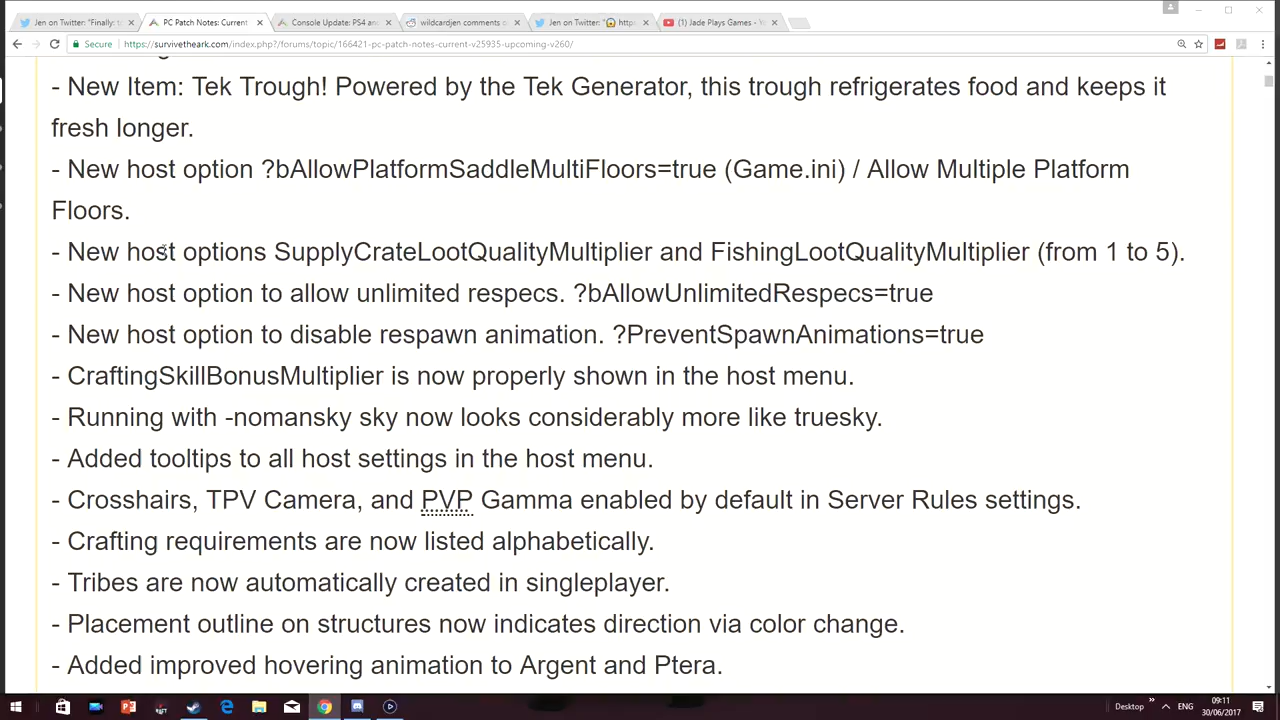 Jen on Twitter: "Finally: to
PC Patch Notes: Current
Console Update: PS4 and
wildcardjen comments o
Jen on Twitter: "😱 http
(1) Jade Plays Games - Y
Secure
https://survivetheark.com/index.php?/forums/topic/166421-pc-patch-notes-current-v25935-upcoming-v260/
- New Item: Tek Trough! Powered by the Tek Generator, this trough refrigerates food and keeps it
fresh longer.
- New host option ?bAllowPlatformSaddleMultiFloors=true (Game.ini) / Allow Multiple Platform
Floors.
- New host options SupplyCrateLootQualityMultiplier and FishingLootQualityMultiplier (from 1 to 5).
- New host option to allow unlimited respecs. ?bAllowUnlimitedRespecs=true
- New host option to disable respawn animation. ?PreventSpawnAnimations=true
- CraftingSkillBonusMultiplier is now properly shown in the host menu.
- Running with -nomansky sky now looks considerably more like truesky.
- Added tooltips to all host settings in the host menu.
- Crosshairs, TPV Camera, and PVP Gamma enabled by default in Server Rules settings.
- Crafting requirements are now listed alphabetically.
- Tribes are now automatically created in singleplayer.
- Placement outline on structures now indicates direction via color change.
- Added improved hovering animation to Argent and Ptera.
Desktop
ENG
09:11
30/06/2017